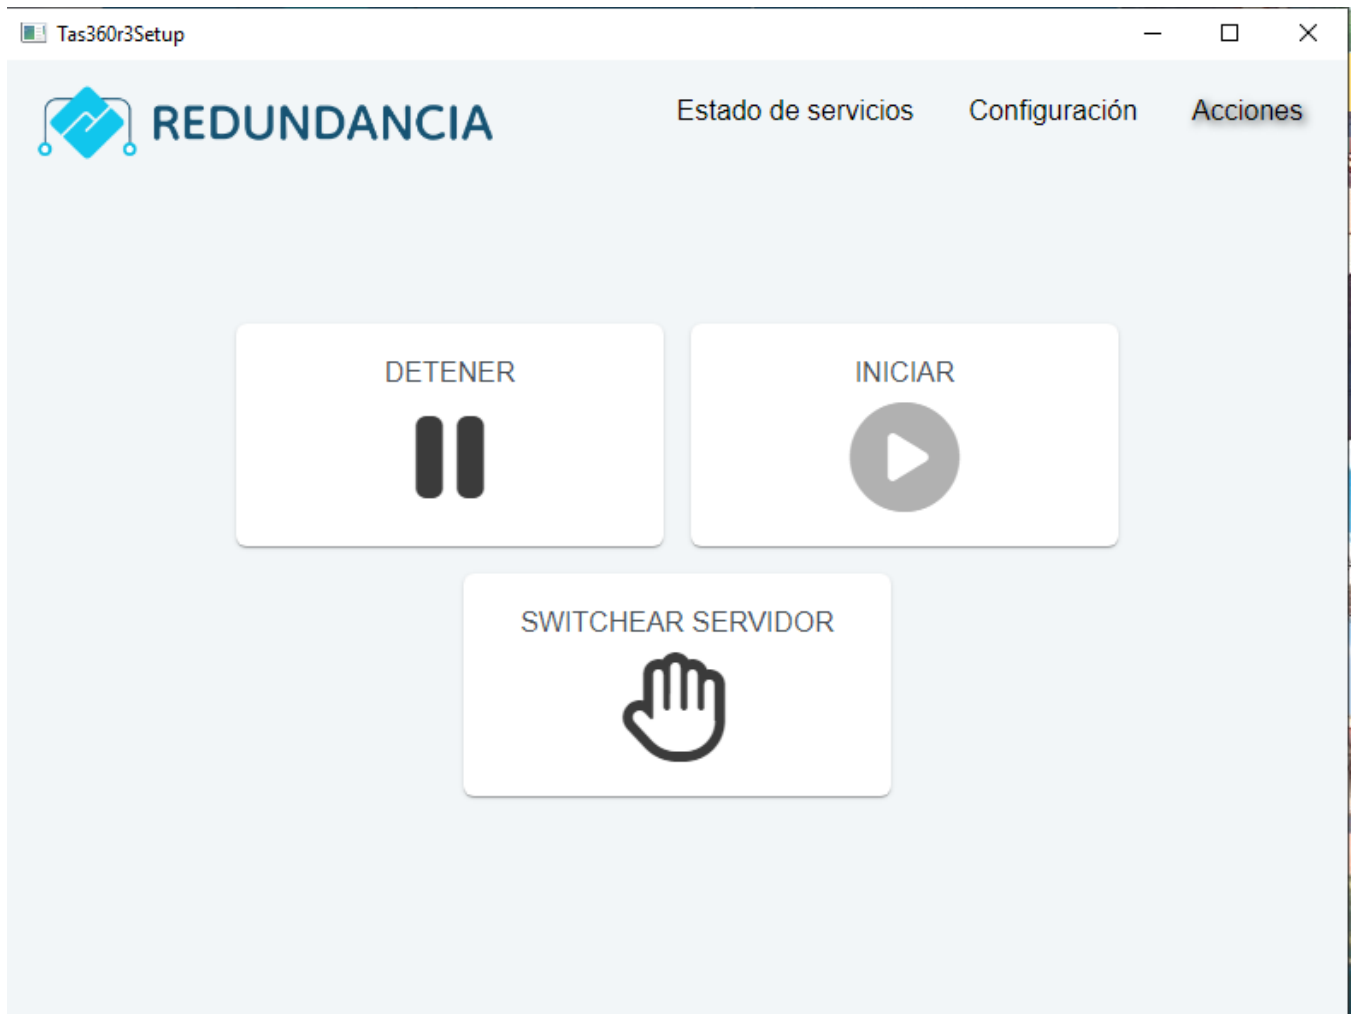 Tas360r3Setup
REDUNDANCIA
Estado de servicios
Configuración
Acciones
DETENER
INICIAR
SWITCHEAR SERVIDOR